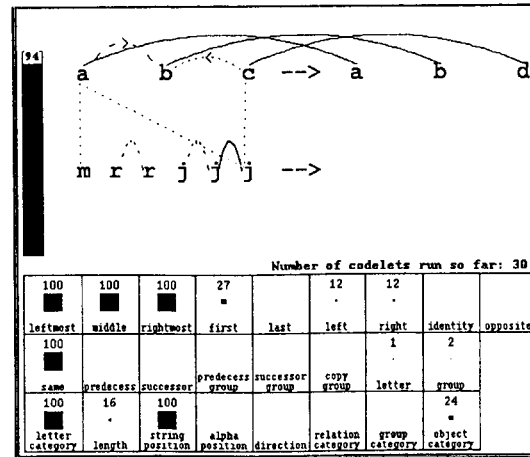 [94]
a b c --> a b d
m r r j j j -->
Number of codelets run so far: 30
100 100 100 27 12 12
leftmost middle rightmost first last left right identity opposite
100 1 2
same predecess successor predecess group successor group copy group letter group
100 16 100 24
letter category length string position alpha position direction relation category group category object category